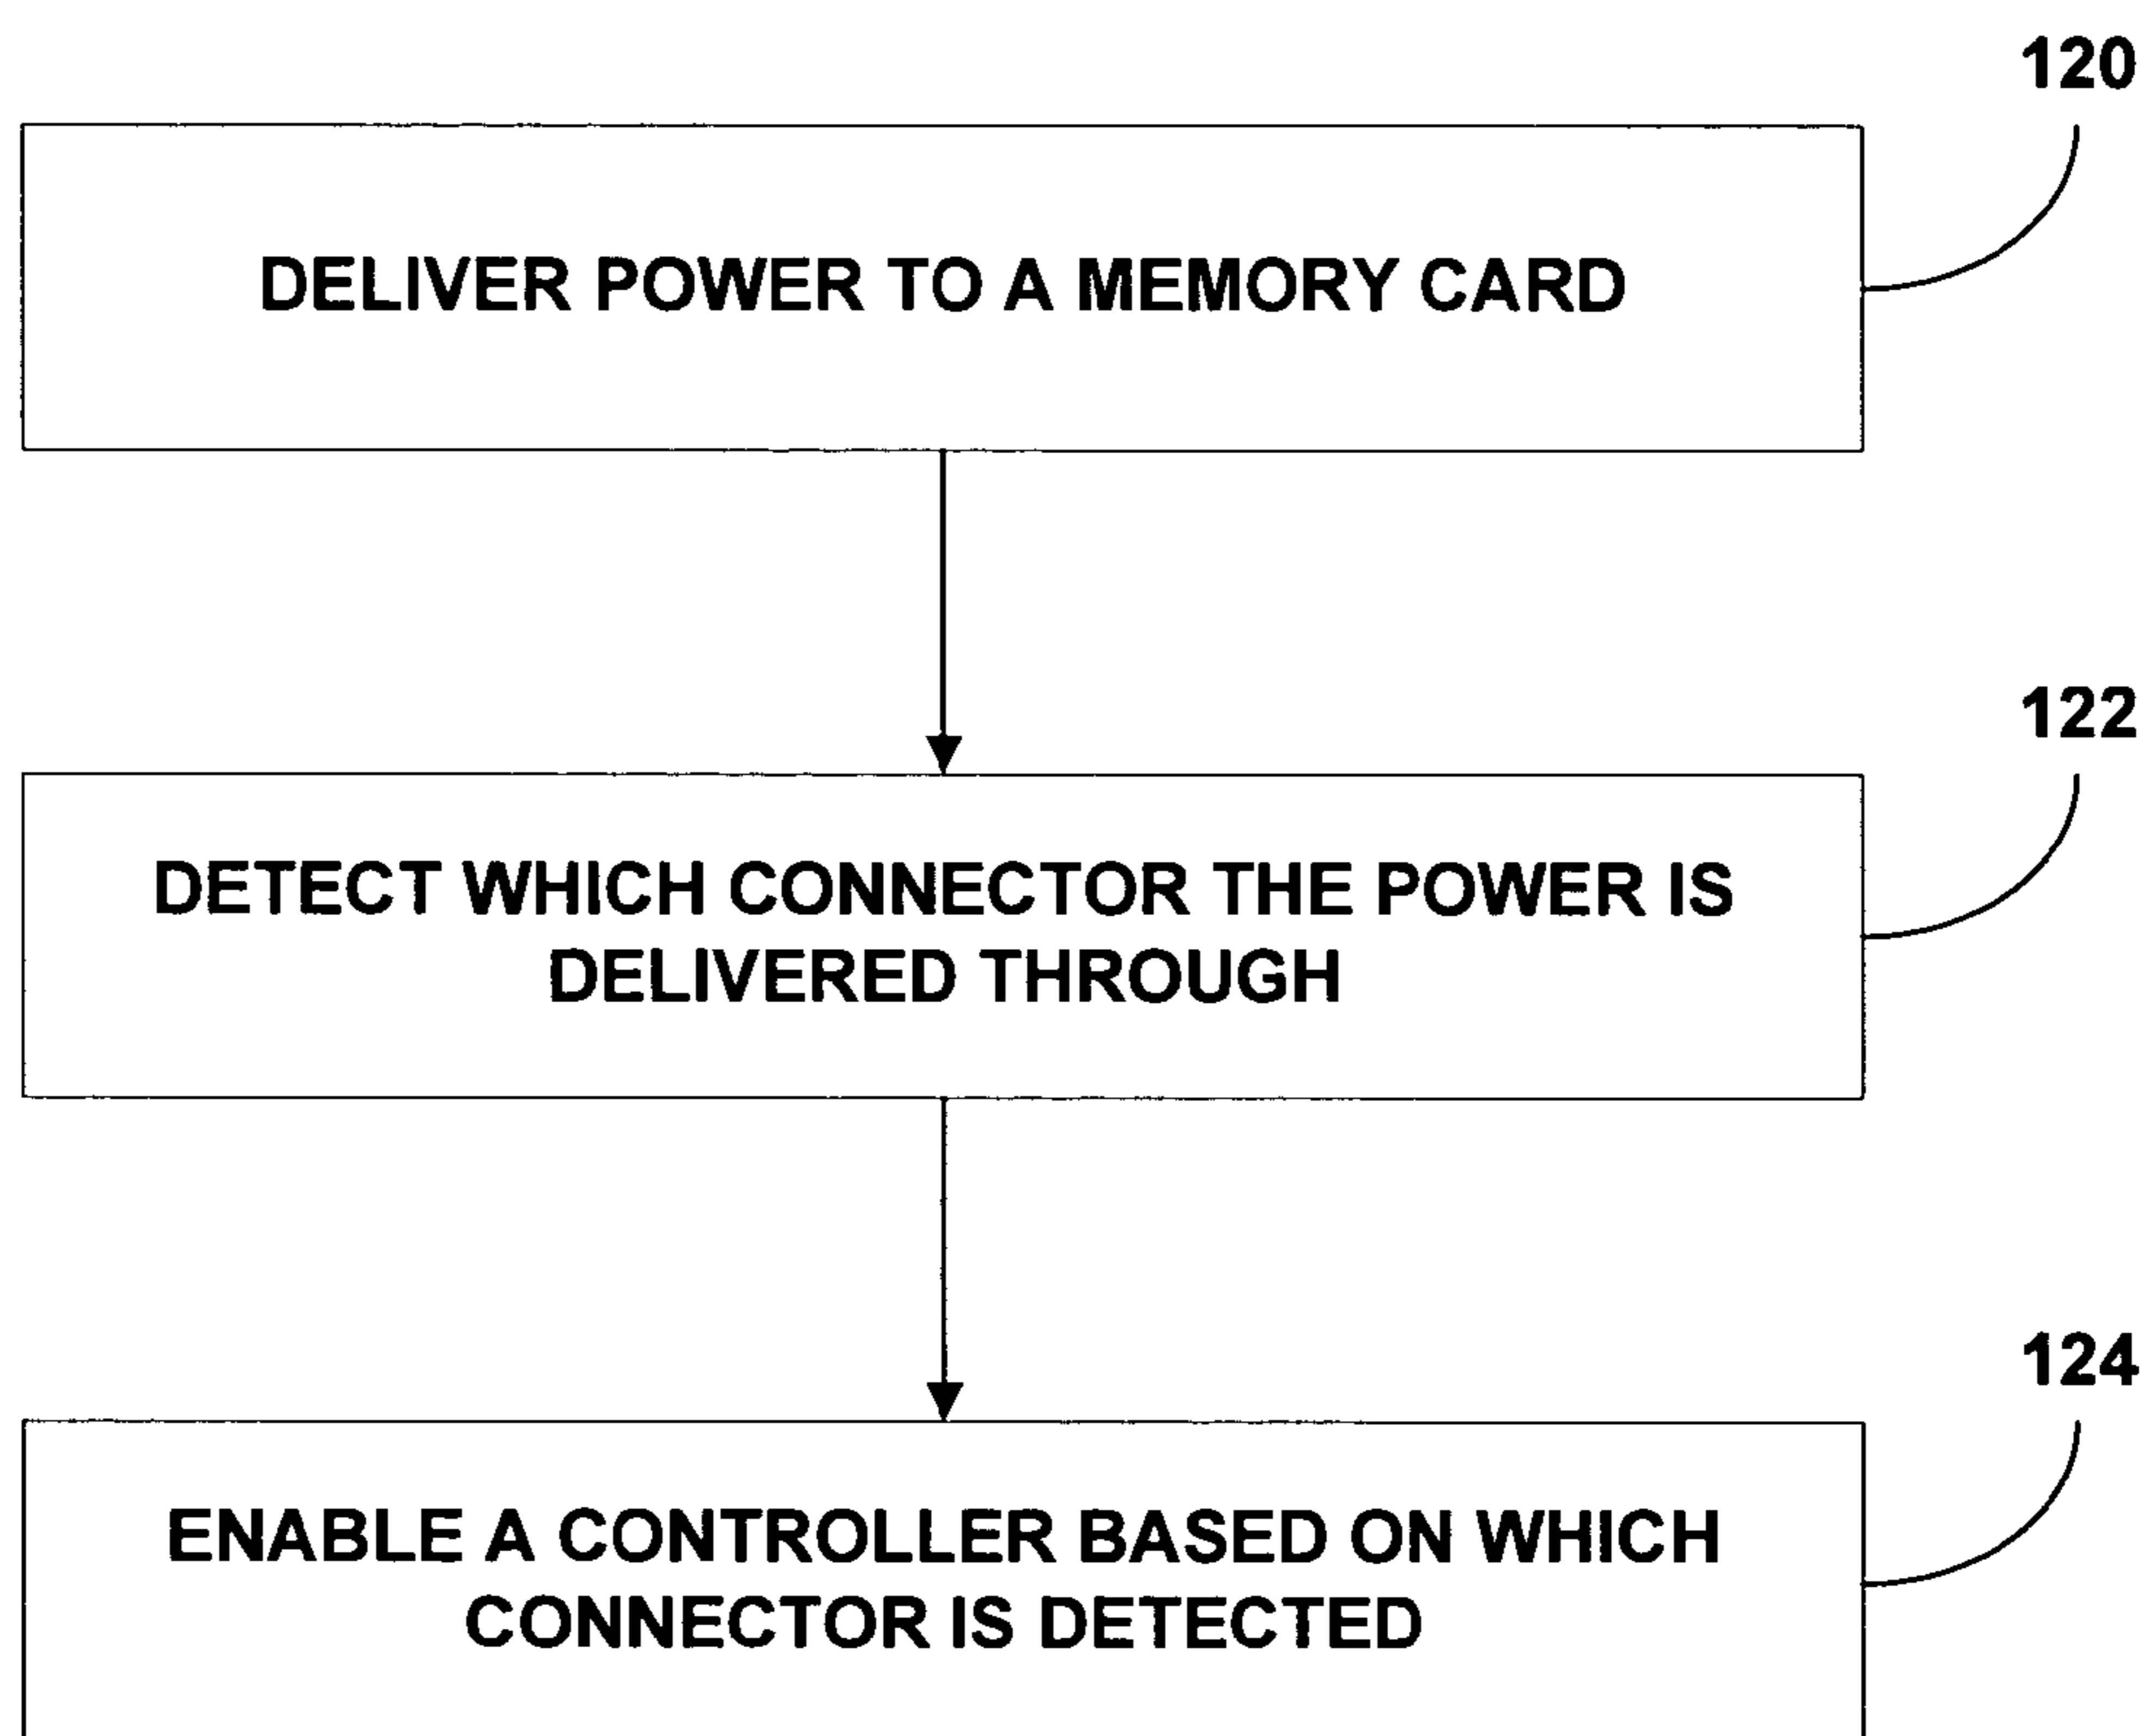 120
DELIVER POWER TO A MEMORY CARD
122
DETECT WHICH CONNECTOR THE POWER IS
DELIVERED THROUGH
124
ENABLE A CONTROLLER BASED ON WHICH
CONNECTOR IS DETECTED